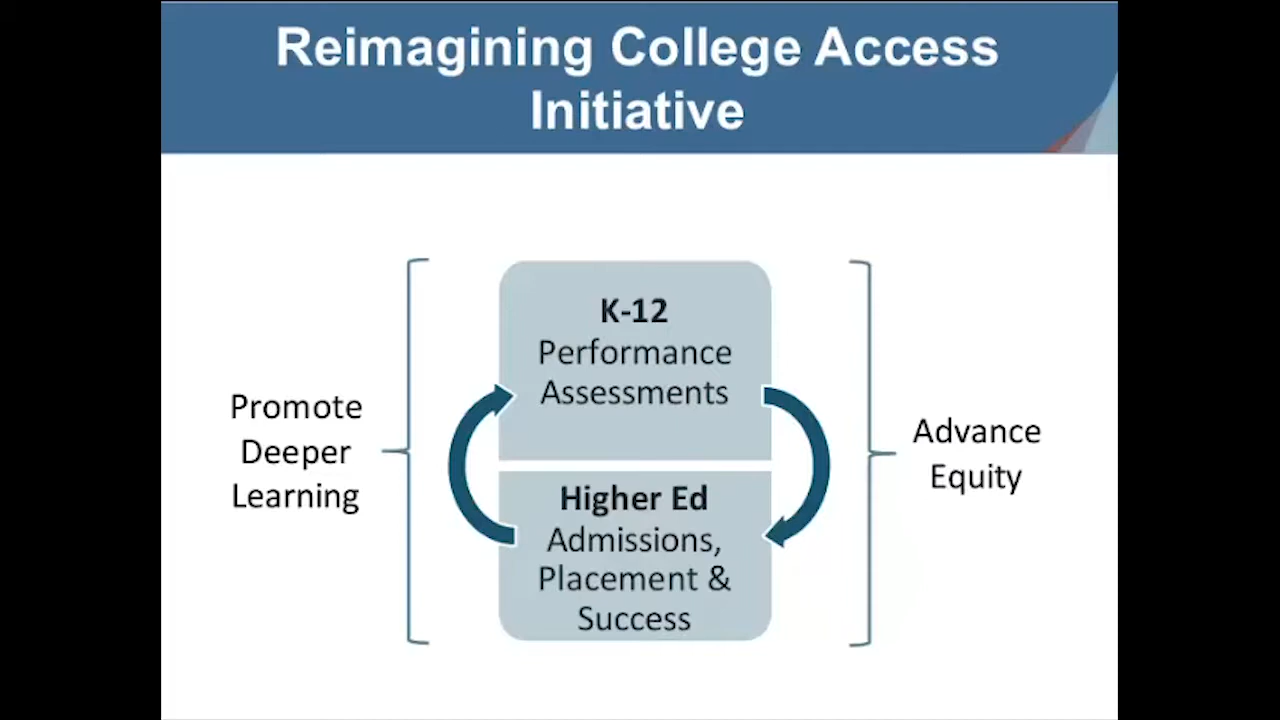 Reimagining College Access
Initiative
Promote
Deeper
Learning
K-12
Performance
Assessments
Higher Ed
Admissions,
Placement &
Success
Advance
Equity